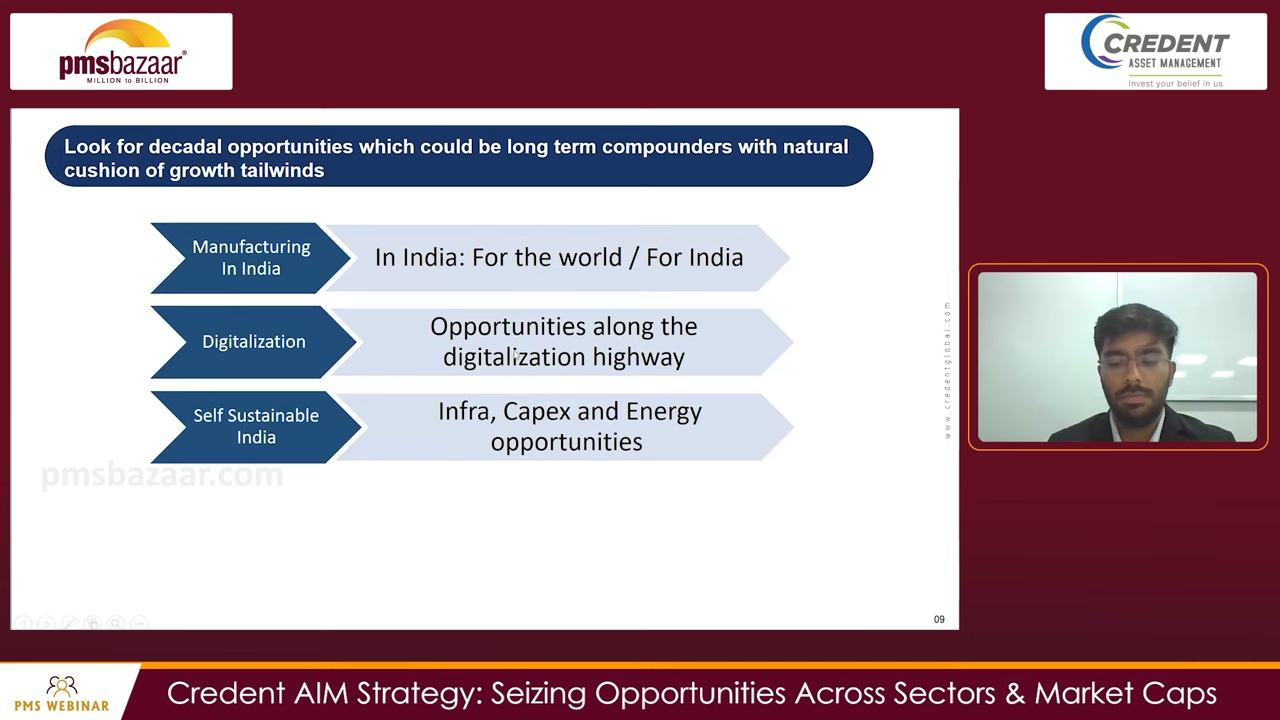 pmsbazaar®
MILLION to BILLION
CREDENT
ASSET MANAGEMENT
Invest your belief in us
Look for decadal opportunities which could be long term compounders with natural
cushion of growth tailwinds
Manufacturing
In India
In India: For the world / For India
Digitalization
Opportunities along the
digitalization highway
Self Sustainable
India
Infra, Capex and Energy
opportunities
pmsbazaar.com
www.credentglobal.com
09
PMS WEBINAR
Credent AIM Strategy: Seizing Opportunities Across Sectors & Market Caps